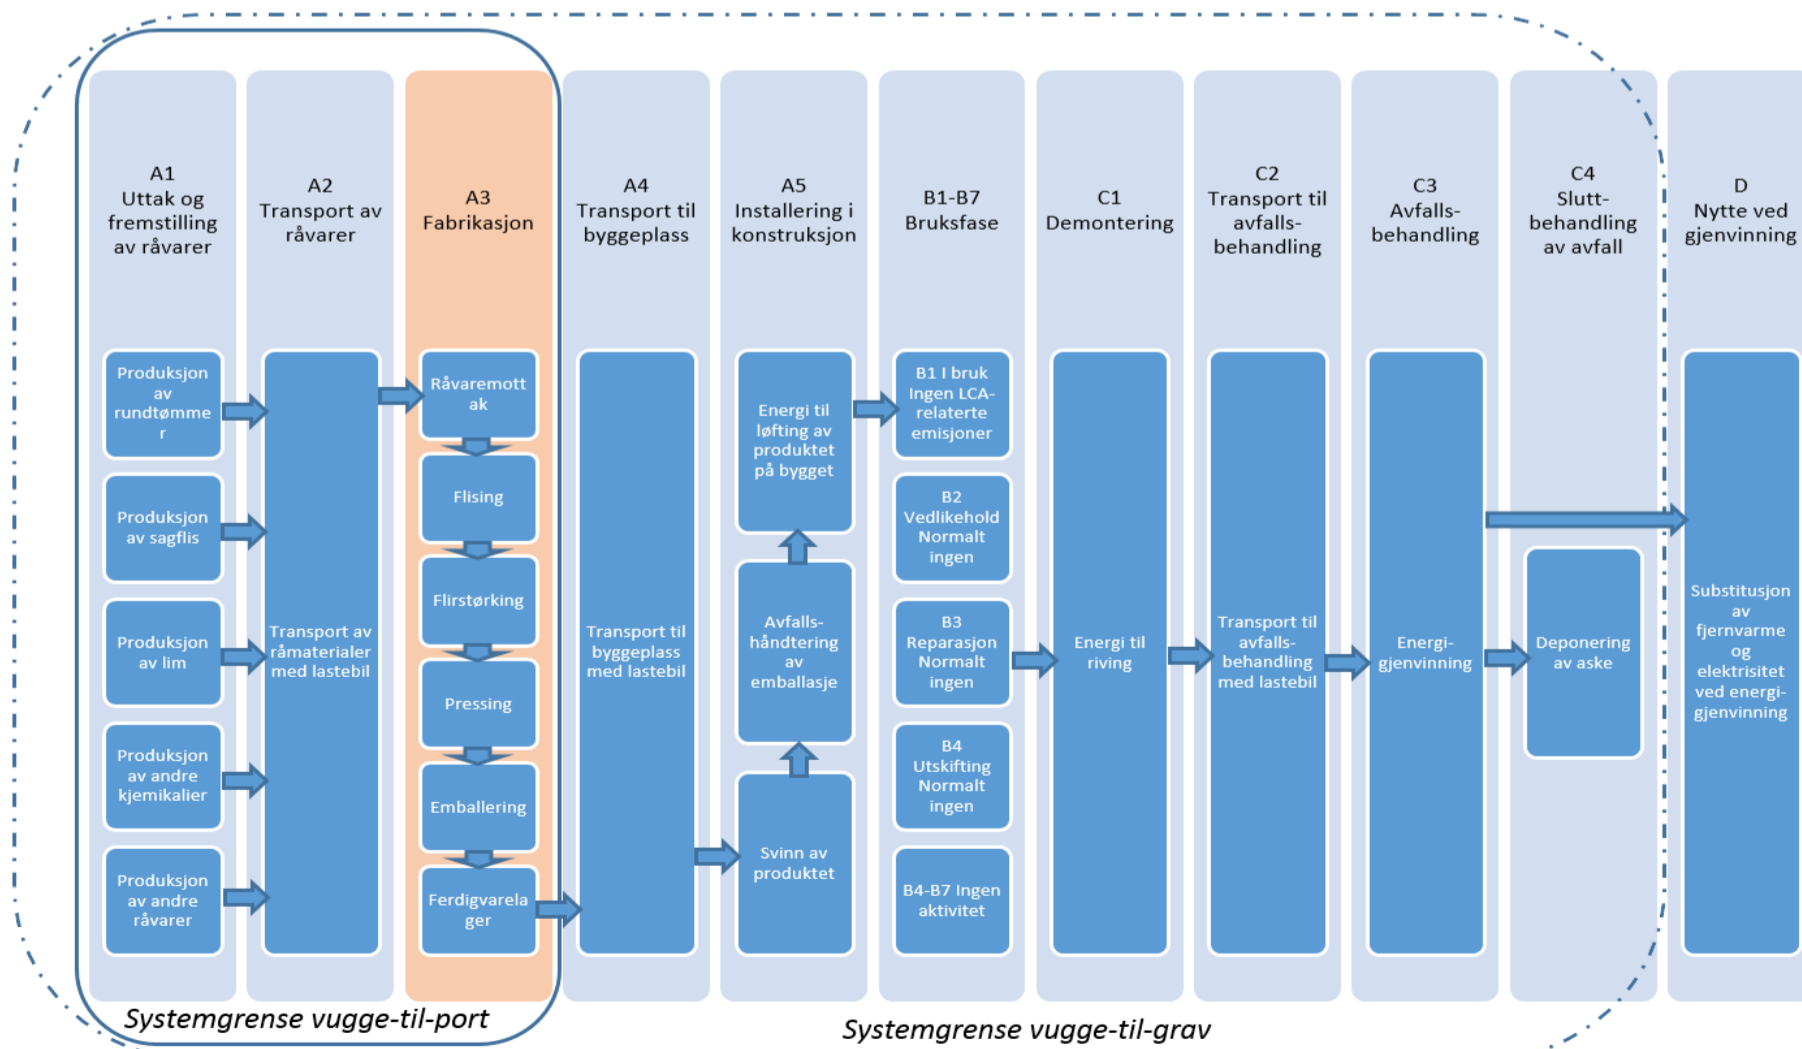 A1
Uttak og
fremstilling
av råvarer
A2
Transport av
råvarer
A3
Fabrikasjon
A4
Transport til
byggeplass
A5
Installering i
konstruksjon
B1-B7
Bruksfase
C1
Demontering
C2
Transport til
avfalls-
behandling
C3
Avfalls-
behandling
C4
Slutt-
behandling
av avfall
D
Nytte ved
gjenvinning
Produksjon
av
rundtømme
r
Produksjon
av sagflis
Produksjon
av lim
Produksjon
av andre
kjemikalier
Produksjon
av andre
råvarer
Transport av
råmaterialer
med lastebil
Råvaremott
ak
Flising
Flirstørking
Pressing
Emballering
Ferdigvarela
ger
Transport til
byggeplass
med lastebil
Energi til
løfting av
produktet
på bygget
Avfalls-
håndtering
av
emballasje
Svinn av
produktet
B1 I bruk
Ingen LCA-
relaterte
emisjoner
B2
Vedlikehold
Normalt
ingen
B3
Reparasjon
Normalt
ingen
B4
Utskifting
Normalt
ingen
B4-B7 Ingen
aktivitet
Energi til
riving
Transport til
avfalls-
behandling
med lastebil
Energi-
gjenvinning
Deponering
av aske
Substitusjon
av
fjernvarme
og
elektrisitet
ved energi-
gjenvinning
Systemgrense vugge-til-port
Systemgrense vugge-til-grav